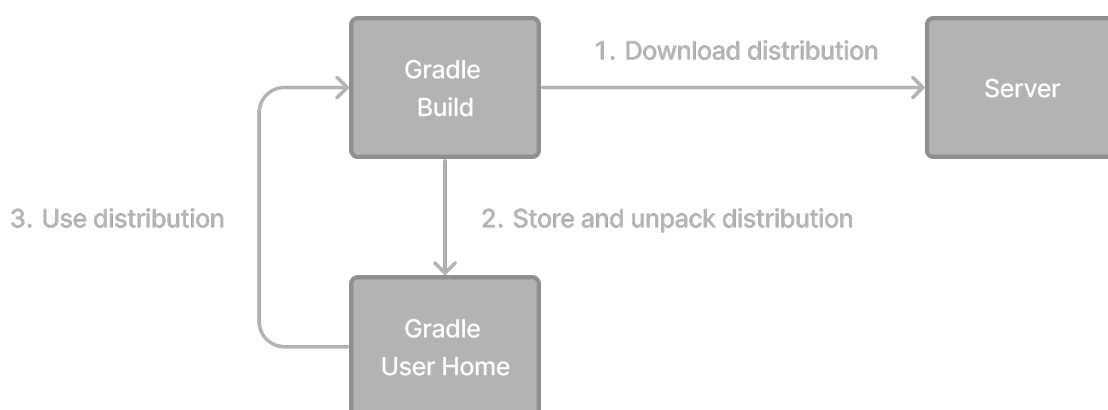 Gradle
Build
1. Download distribution
Server
3. Use distribution
2. Store and unpack distribution
Gradle
User Home